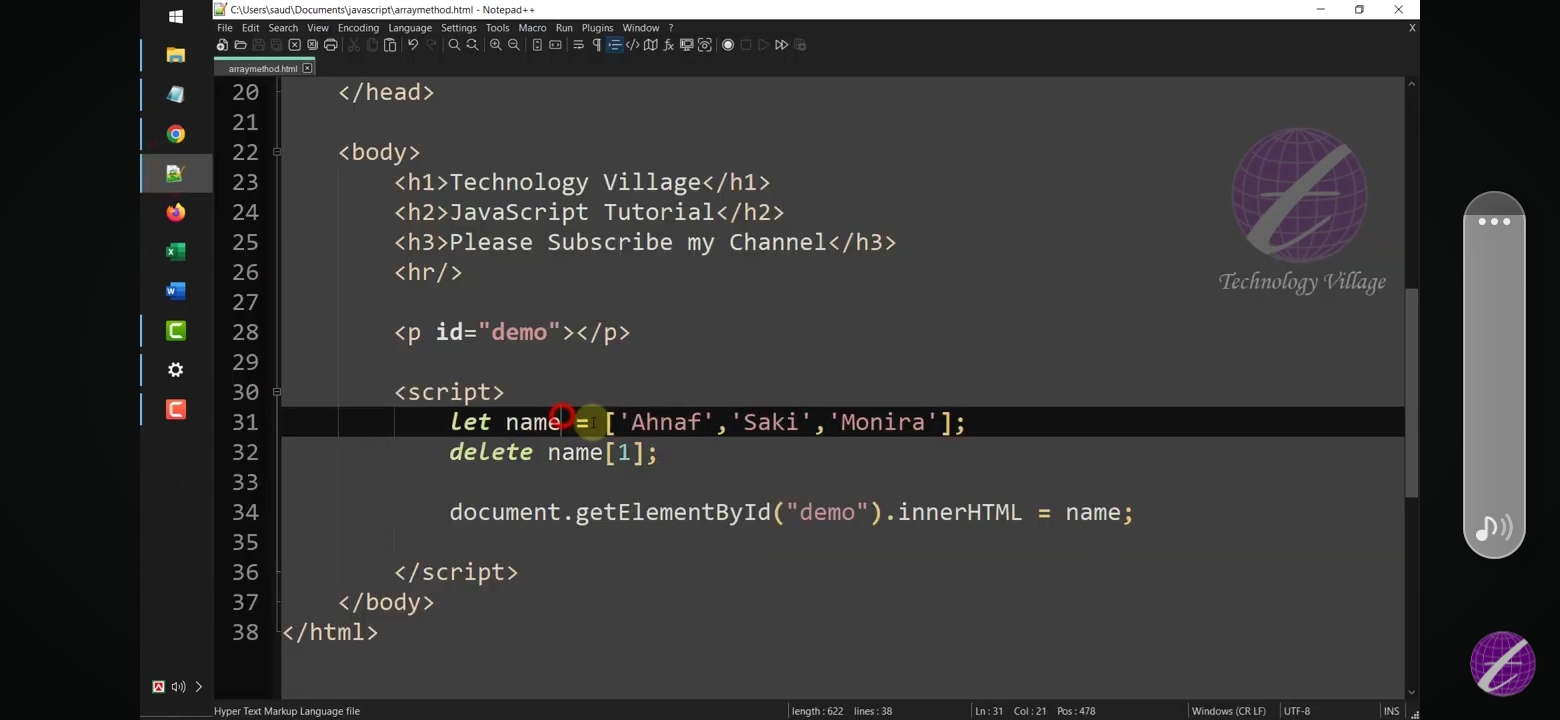 C:\Users\saud\Documents\javascript\arraymethod.html - Notepad++
File Edit Search View Encoding Language Settings Tools Macro Run Plugins Window ? X
arraymethod.html
20 </head>
21
22 <body>
23 <h1>Technology Village</h1>
24 <h2>JavaScript Tutorial</h2>
25 <h3>Please Subscribe my Channel</h3>
26 <hr/>
27
28 <p id="demo"></p>
29
30 <script>
31 let name = ['Ahnaf','Saki','Monira'];
32 delete name[1];
33
34 document.getElementById("demo").innerHTML = name;
35
36 </script>
37 </body>
38 </html>
Technology Village
Hyper Text Markup Language file length : 622 lines : 38 Ln : 31 Col : 21 Pos : 478 Windows (CR LF) UTF-8 INS